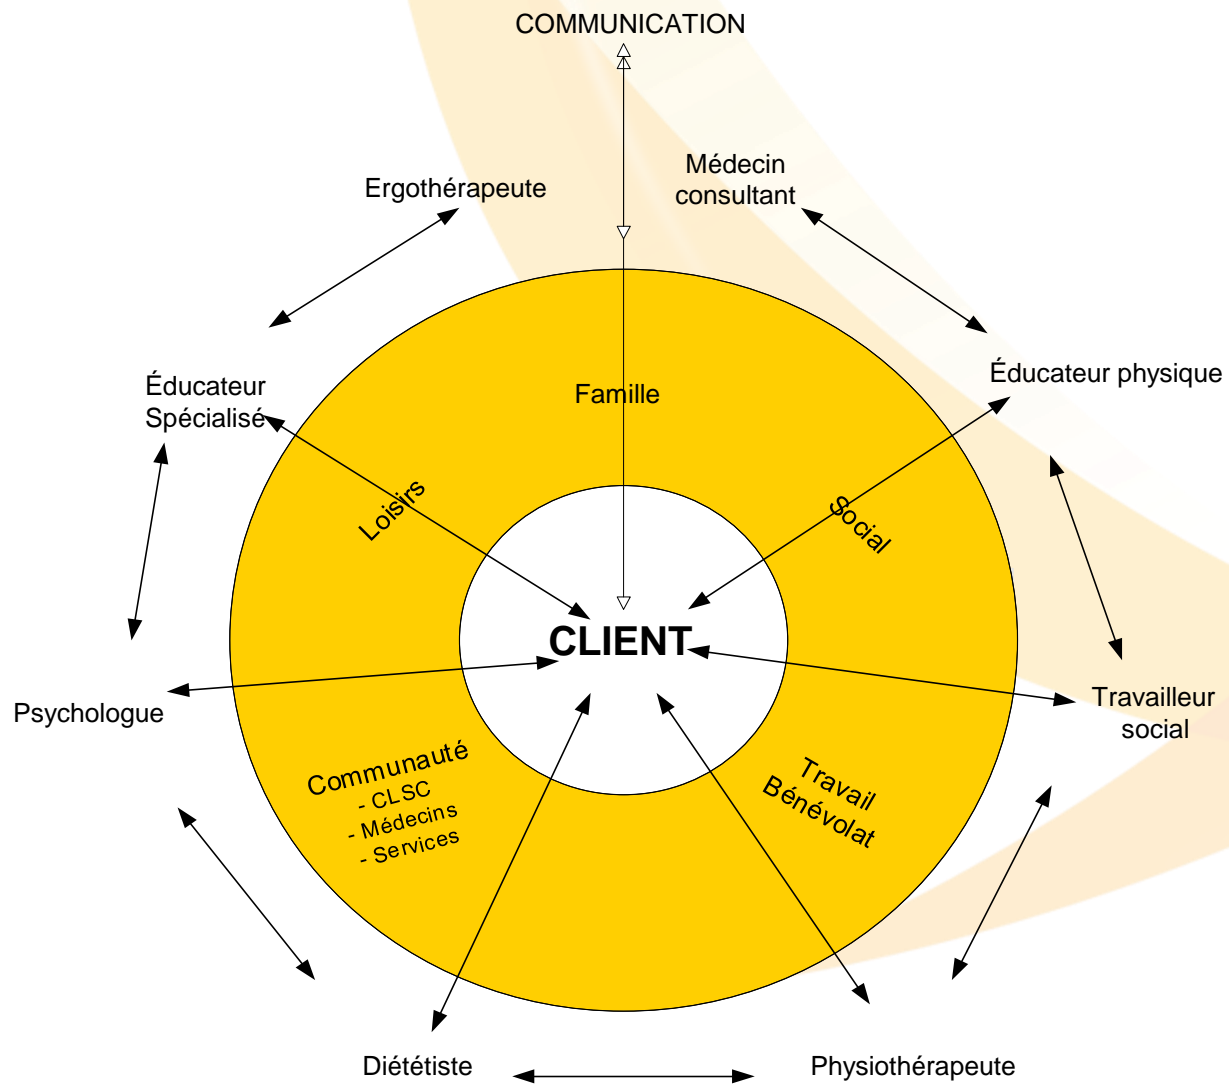 COMMUNICATION
Médecin
consultant
Ergothérapeute
Éducateur physique
Éducateur
Spécialisé
Famille
Loisirs
Social
CLIENT
Psychologue
Travailleur
social
Communauté
- CLSC
- Médecins
- Services
Travail
Bénévolat
Diététiste
Physiothérapeute